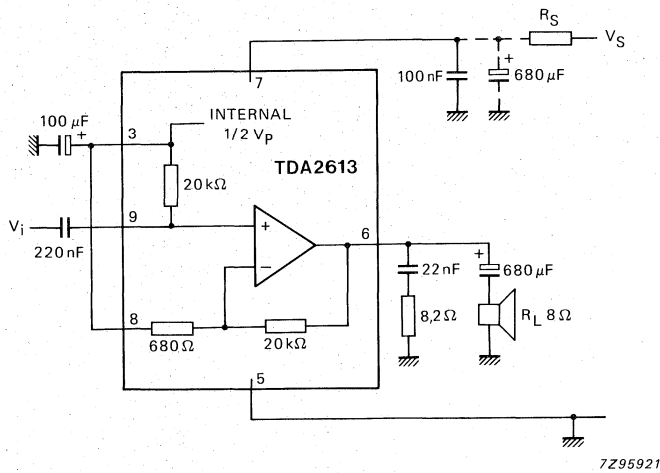 R_S
V_S
7
100 nF
+
680 µF
100 µF
+
3
INTERNAL
1/2 V_P
TDA2613
20 kΩ
V_i
9
220 nF
+
−
6
22 nF
+
680 µF
8
680 Ω
20 kΩ
8,2 Ω
R_L 8 Ω
5
7Z95921